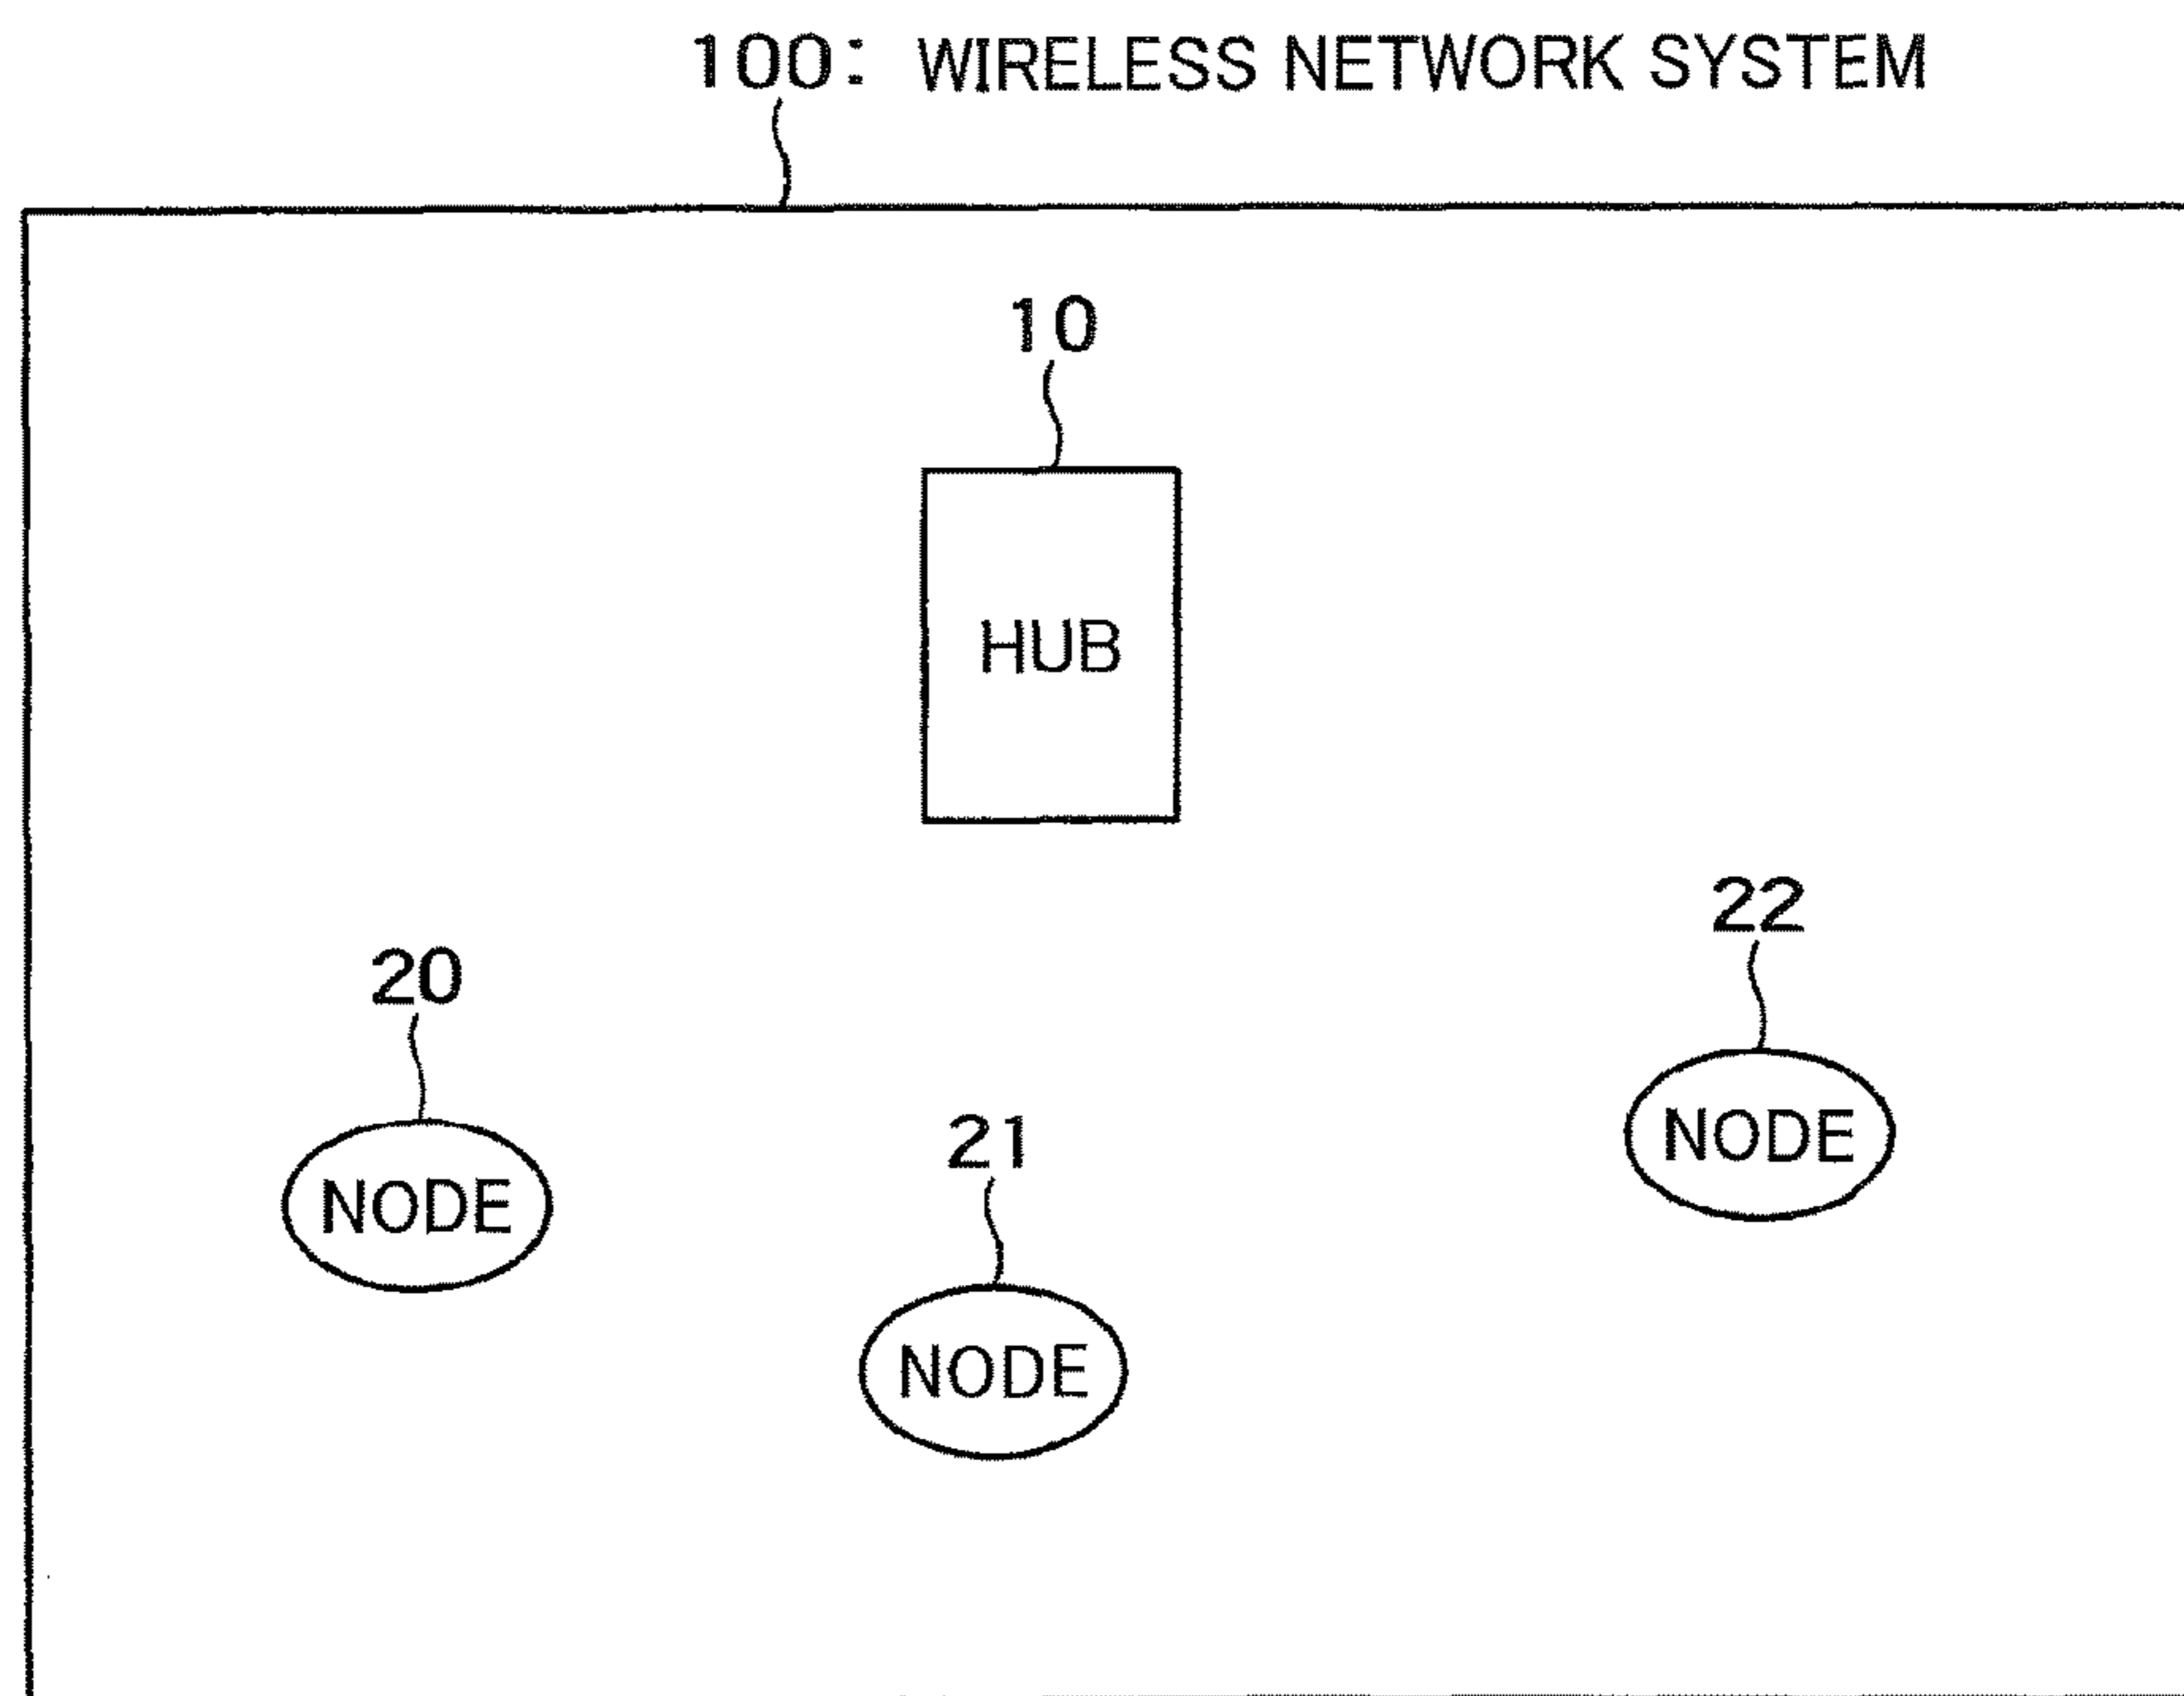 100: WIRELESS NETWORK SYSTEM
10
HUB
22
20
NODE
21
NODE
NODE